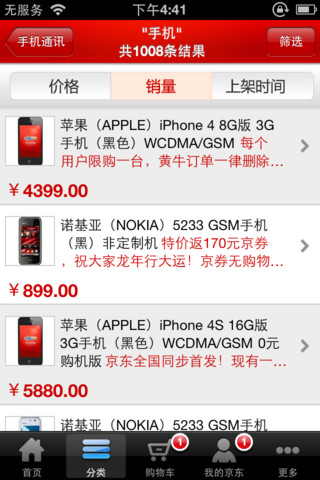 无服务 下午4:41
手机通讯 "手机" 筛选
共1008条结果
价格 销量 上架时间
苹果（APPLE）iPhone 4 8G版 3G
手机（黑色）WCDMA/GSM 每个
用户限购一台，黄牛订单一律删除…
￥4399.00
诺基亚（NOKIA）5233 GSM手机
（黑）非定制机 特价返170元京券
，祝大家龙年行大运！京券无购物…
￥899.00
苹果（APPLE）iPhone 4S 16G版
3G手机（黑色）WCDMA/GSM 0元
购机版 京东全国同步首发！现有一…
￥5880.00
诺基亚（NOKIA）5233 GSM手机
1 1
首页 分类 购物车 我的京东 更多